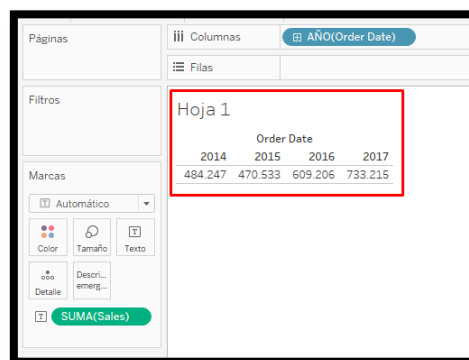 Páginas
Columnas
AÑO(Order Date)
Filas
Filtros
Hoja 1
Order Date
2014 2015 2016 2017
484.247 470.533 609.206 733.215
Marcas
Automático
Color Tamaño Texto
Detalle Descri... emerg...
SUMA(Sales)